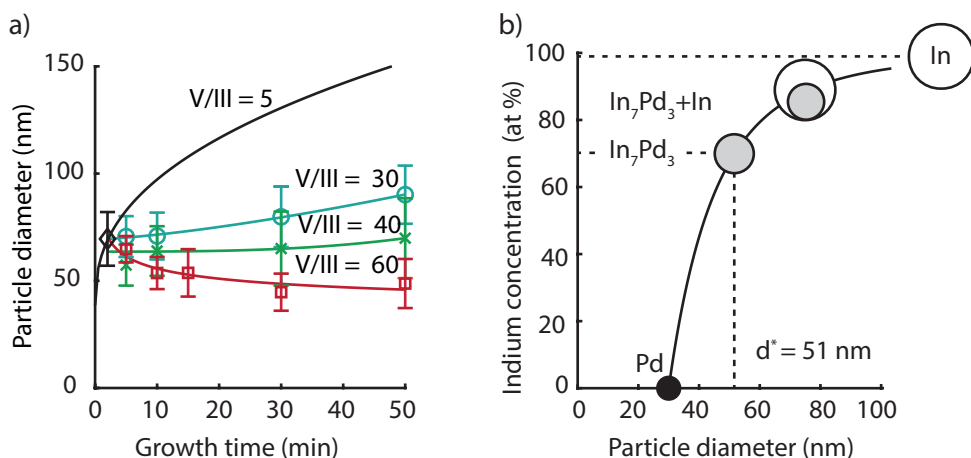 a)
Particle diameter (nm)
150
100
50
0
V/III = 5
V/III = 30
V/III = 40
V/III = 60
0 10 20 30 40 50
Growth time (min)
b)
Indium concentration (at %)
100
80
60
40
20
0
In
In₇Pd₃+In
In₇Pd₃
Pd
d* = 51 nm
0 20 40 60 80 100
Particle diameter (nm)